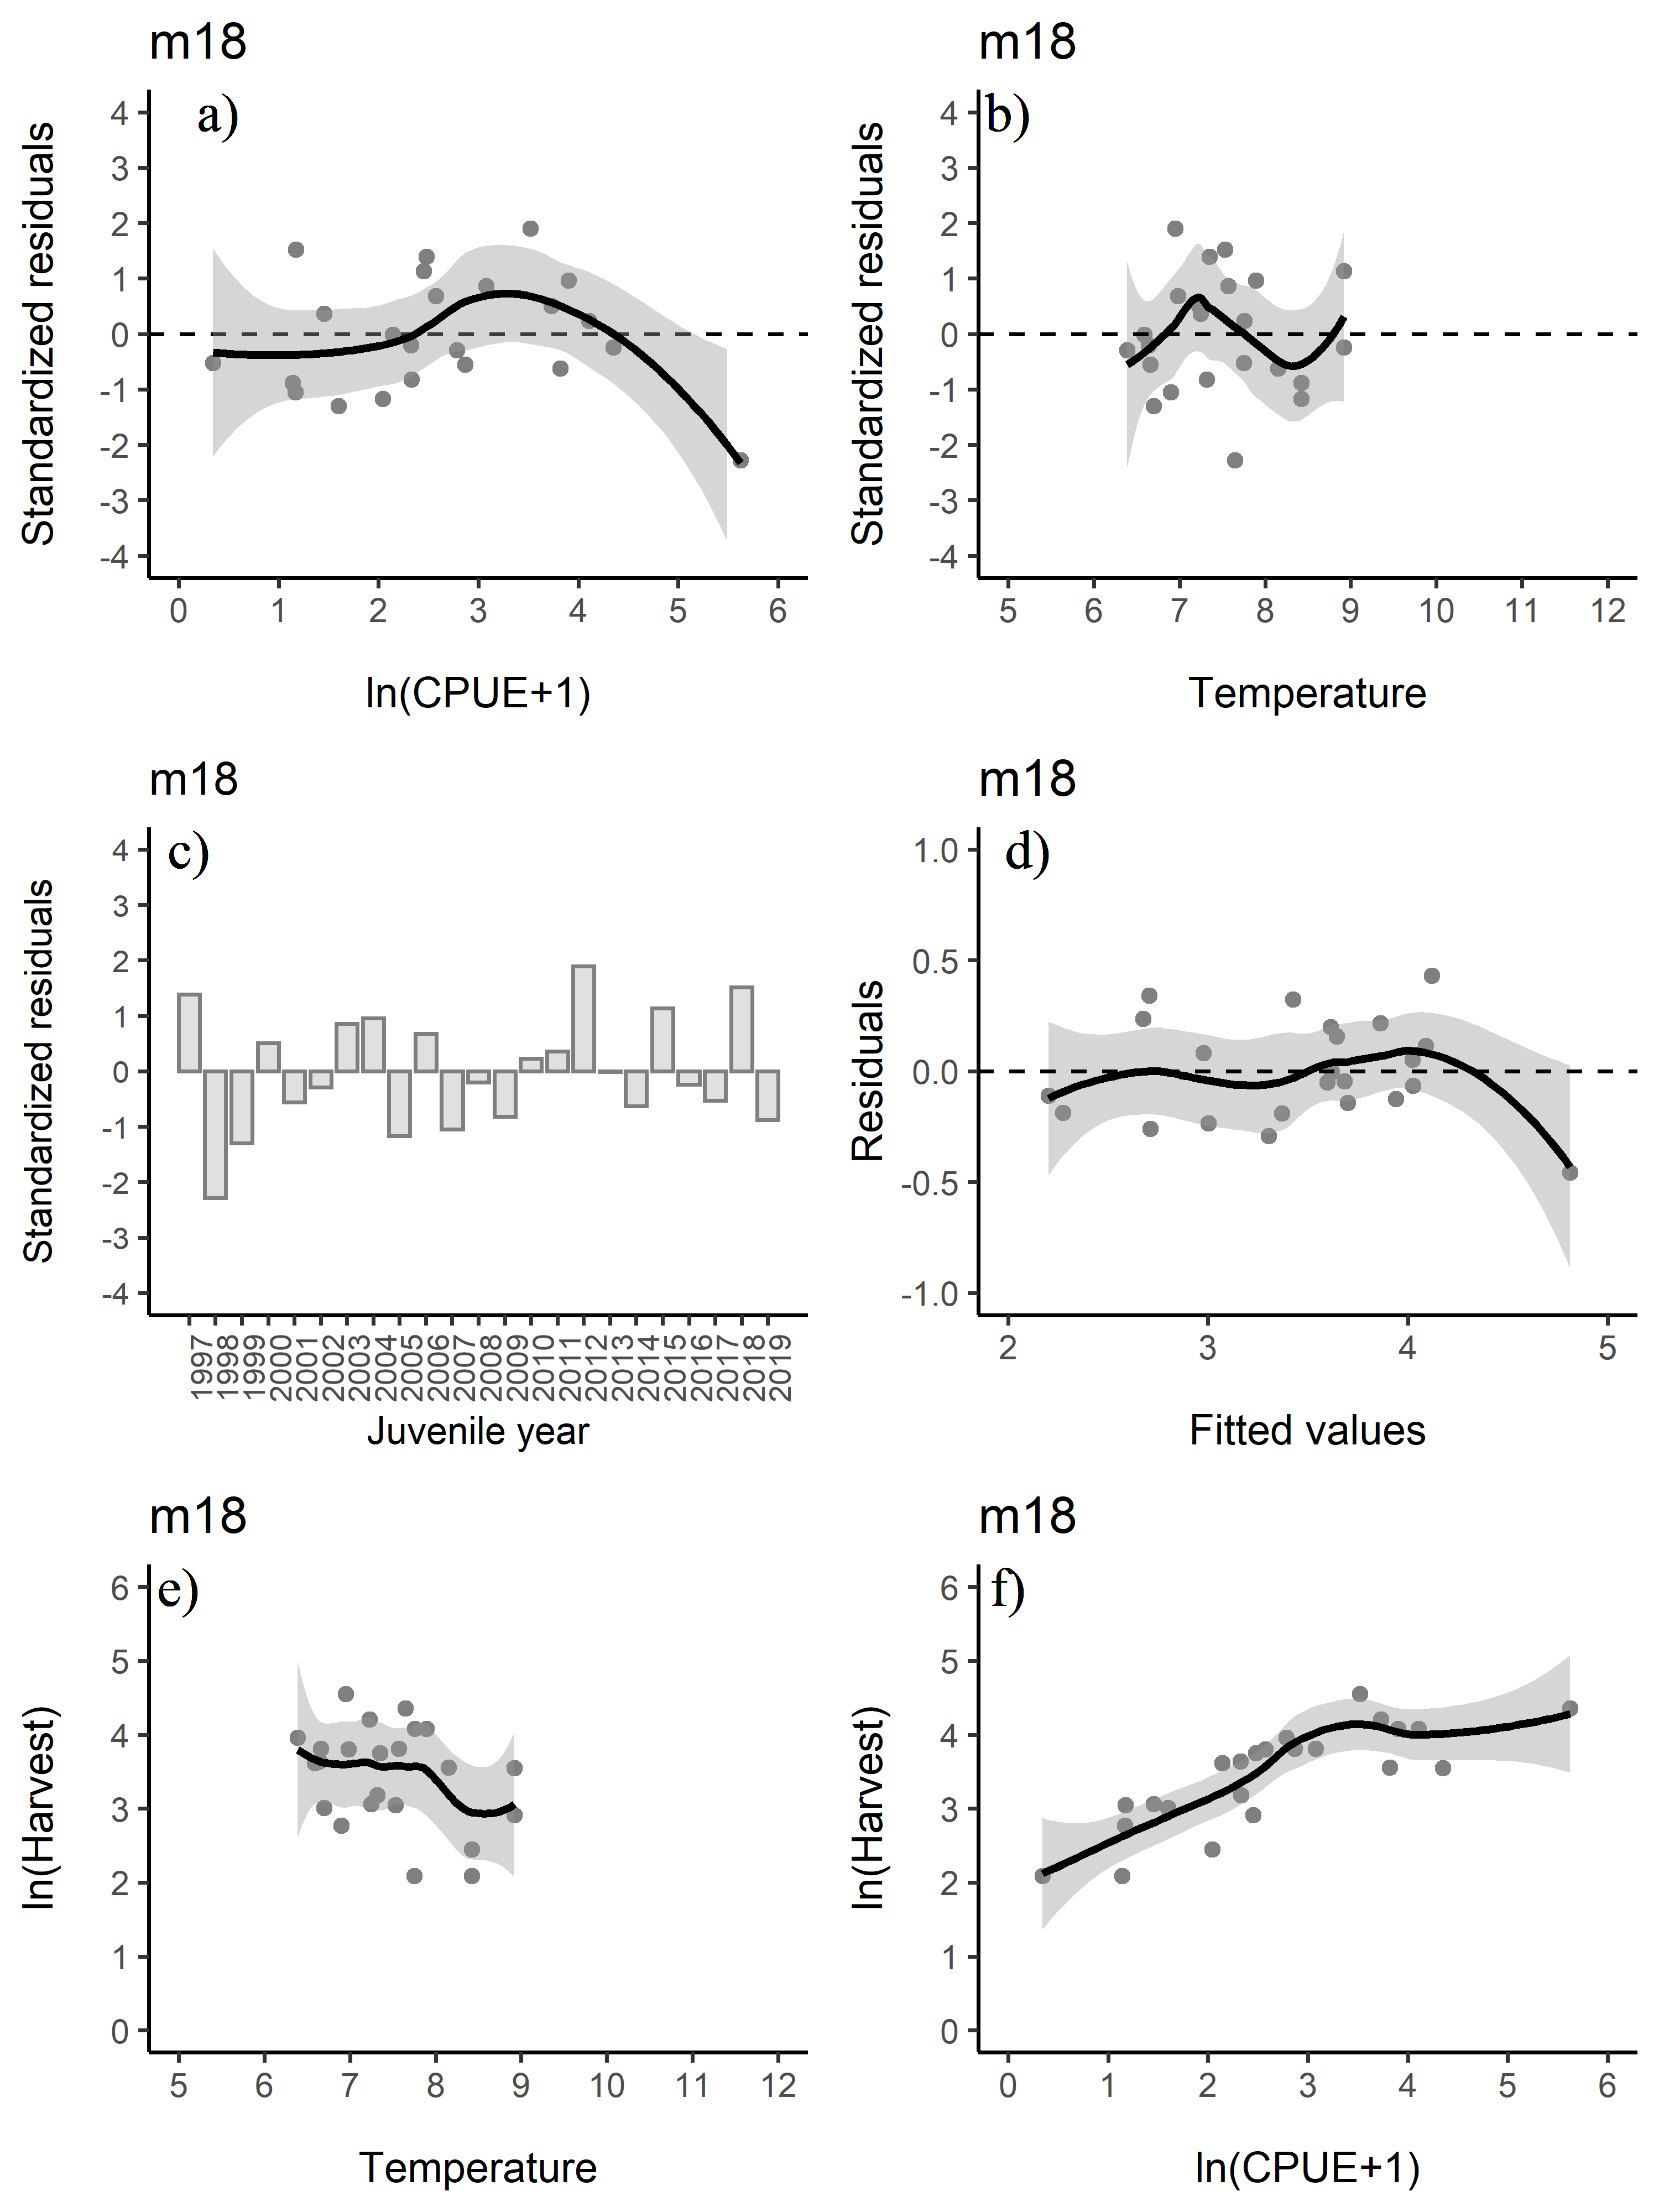 m18
a)
Standardized residuals
4
3
2
1
0
-1
-2
-3
-4
0 1 2 3 4 5 6
ln(CPUE+1)
m18
b)
Standardized residuals
4
3
2
1
0
-1
-2
-3
-4
5 6 7 8 9 10 11 12
Temperature
m18
c)
Standardized residuals
4
3
2
1
0
-1
-2
-3
-4
1997 1998 1999 2000 2001 2002 2003 2004 2005 2006 2007 2008 2009 2010 2011 2012 2013 2014 2015 2016 2017 2018 2019
Juvenile year
m18
d)
Residuals
1.0
0.5
0.0
-0.5
-1.0
2 3 4 5
Fitted values
m18
e)
ln(Harvest)
6
5
4
3
2
1
0
5 6 7 8 9 10 11 12
Temperature
m18
f)
ln(Harvest)
6
5
4
3
2
1
0
0 1 2 3 4 5 6
ln(CPUE+1)